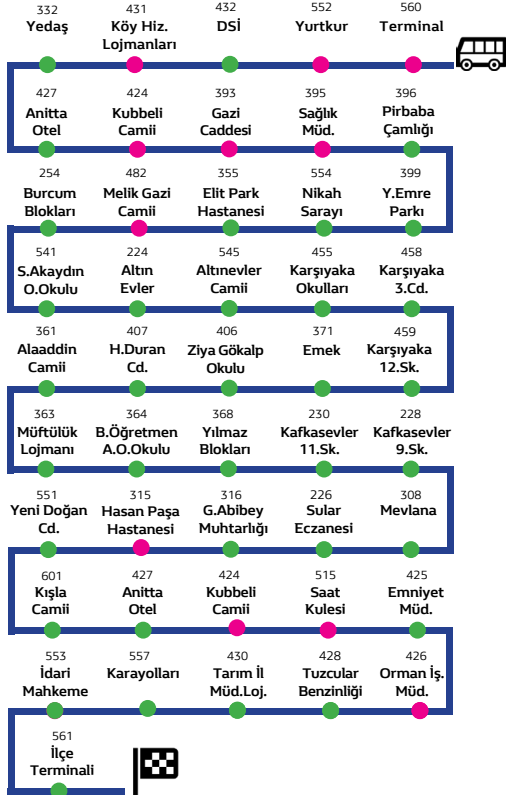 332 431 432 552 560
Yedaş Köy Hiz. DSİ Yurtkur Terminal
Lojmanları
427 424 393 395 396
Anitta Kubbeli Gazi Sağlık Pirbaba
Otel Camii Caddesi Müd. Çamlığı
254 482 355 554 399
Burcum Melik Gazi Elit Park Nikah Y.Emre
Blokları Camii Hastanesi Sarayı Parkı
541 224 545 455 458
S.Akaydın Altın Altınevler Karşıyaka Karşıyaka
O.Okulu Evler Camii Okulları 3.Cd.
361 407 406 371 459
Alaaddin H.Duran Ziya Gökalp Emek Karşıyaka
Camii Cd. Okulu 12.Sk.
363 364 368 230 228
Müftülük B.Öğretmen Yılmaz Kafkasevler Kafkasevler
Lojmanı A.O.Okulu Blokları 11.Sk. 9.Sk.
551 315 316 226 308
Yeni Doğan Hasan Paşa G.Abibey Sular Mevlana
Cd. Hastanesi Muhtarlığı Eczanesi
601 427 424 515 425
Kışla Anitta Kubbeli Saat Emniyet
Camii Otel Camii Kulesi Müd.
553 557 430 428 426
İdari Karayolları Tarım İl Tuzcular Orman İş.
Mahkeme Müd.Loj. Benzinliği Müd.
561
İlçe
Terminali